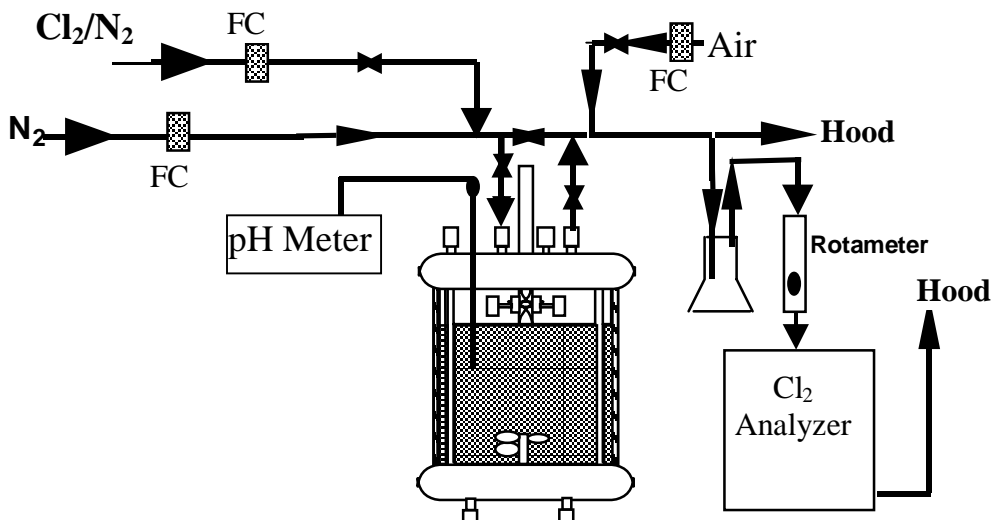 Cl₂/N₂
FC
Air
FC
N₂
FC
Hood
pH Meter
Rotameter
Hood
Cl₂
Analyzer